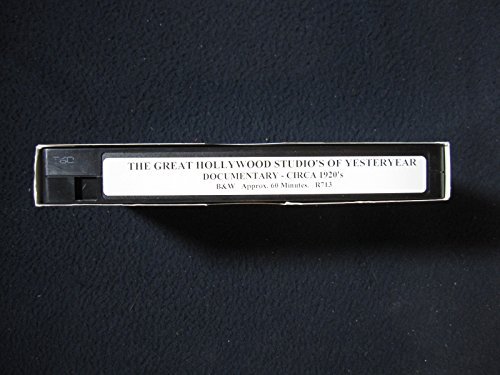 THE GREAT HOLLYWOOD STUDIO'S OF YESTERYEAR
DOCUMENTARY - CIRCA 1920's
B&W Approx. 60 Minutes. R713